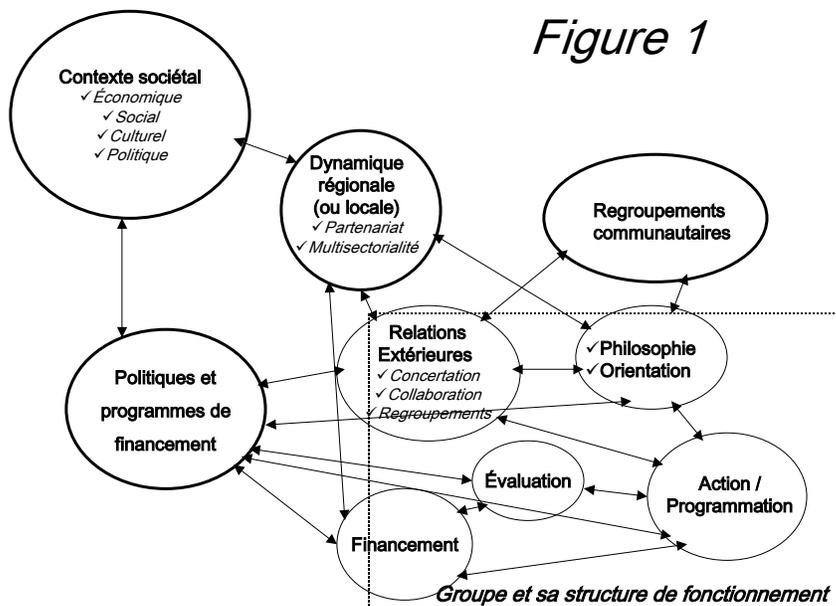 Figure 1
Contexte sociétal
✓Économique
✓Social
✓Culturel
✓Politique
Dynamique
régionale
(ou locale)
✓Partenariat
✓Multisectorialité
Regroupements
communautaires
Relations
Extérieures
✓Concertation
✓Collaboration
✓Regroupements
✓Philosophie
✓Orientation
Politiques et
programmes de
financement
Évaluation
Action /
Programmation
Financement
Groupe et sa structure de fonctionnement